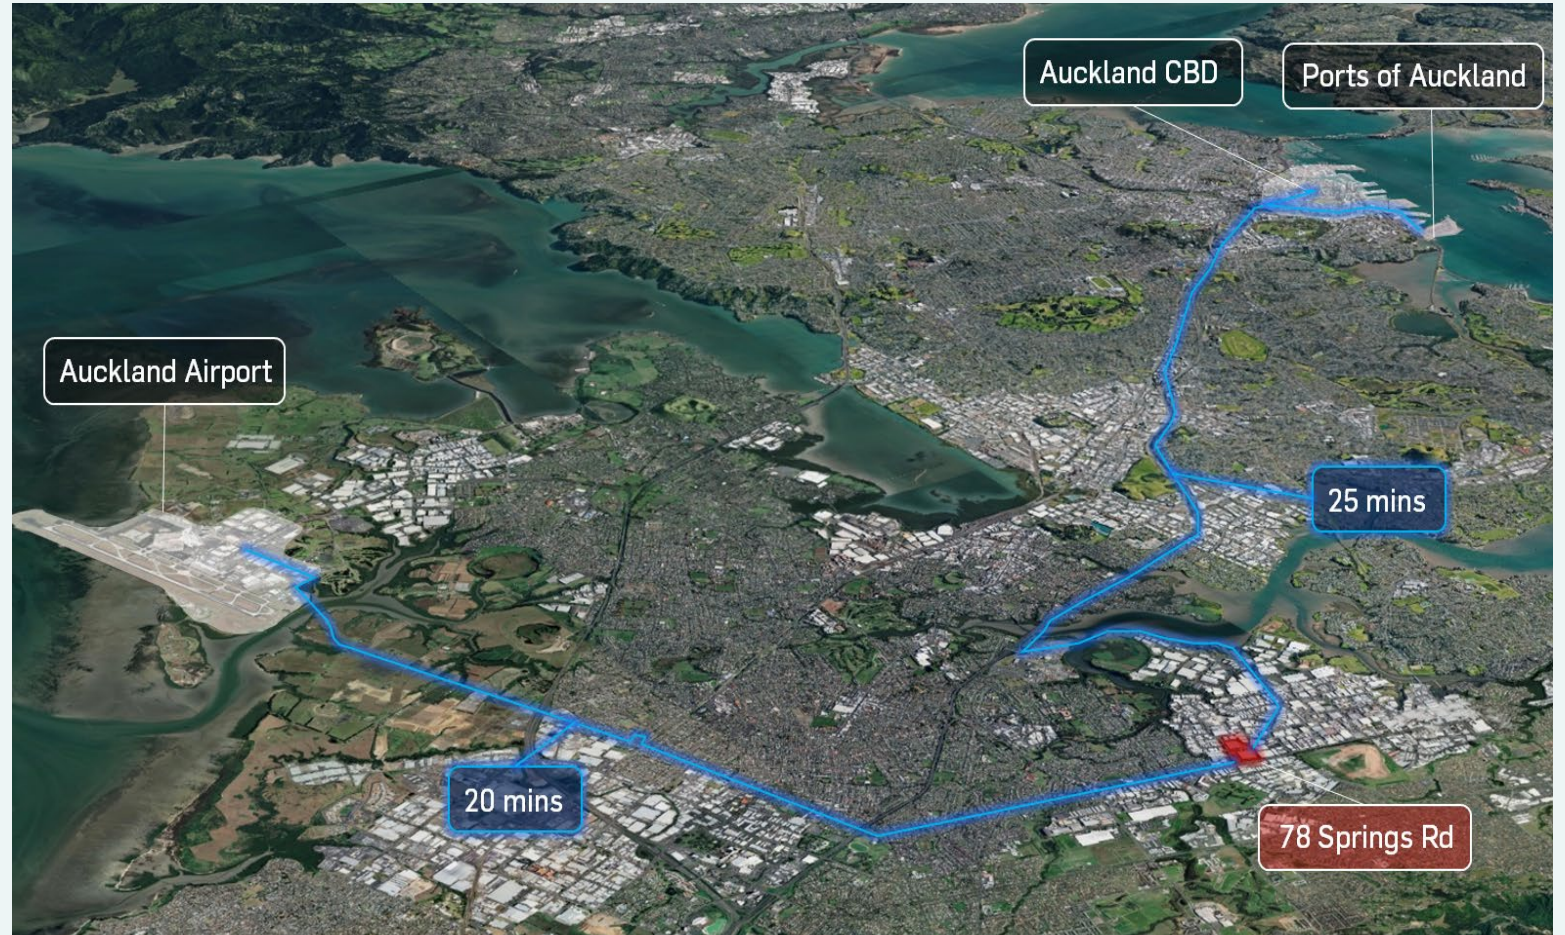 Auckland CBD
Ports of Auckland
Auckland Airport
25 mins
20 mins
78 Springs Rd